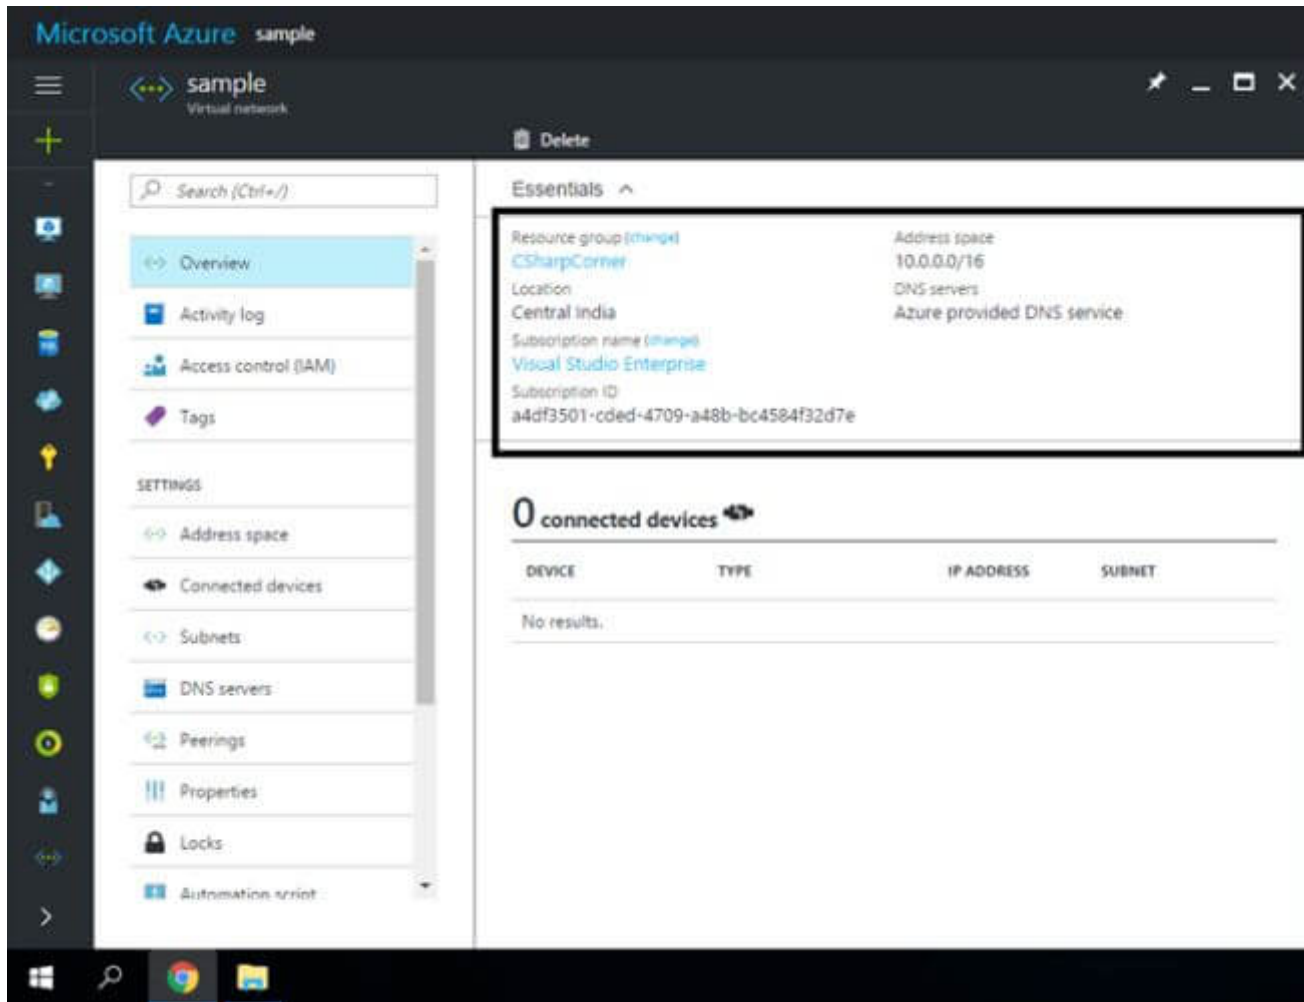 Microsoft Azure sample
sample
Virtual network
Delete
Search (Ctrl+/)
Overview
Activity log
Access control (IAM)
Tags
SETTINGS
Address space
Connected devices
Subnets
DNS servers
Peerings
Properties
Locks
Automation script
Essentials
Resource group (change)
CSharpCorner
Location
Central India
Subscription name (change)
Visual Studio Enterprise
Subscription ID
a4df3501-cded-4709-a48b-bc4584f32d7e
Address space
10.0.0.0/16
DNS servers
Azure provided DNS service
0 connected devices
DEVICE TYPE IP ADDRESS SUBNET
No results.